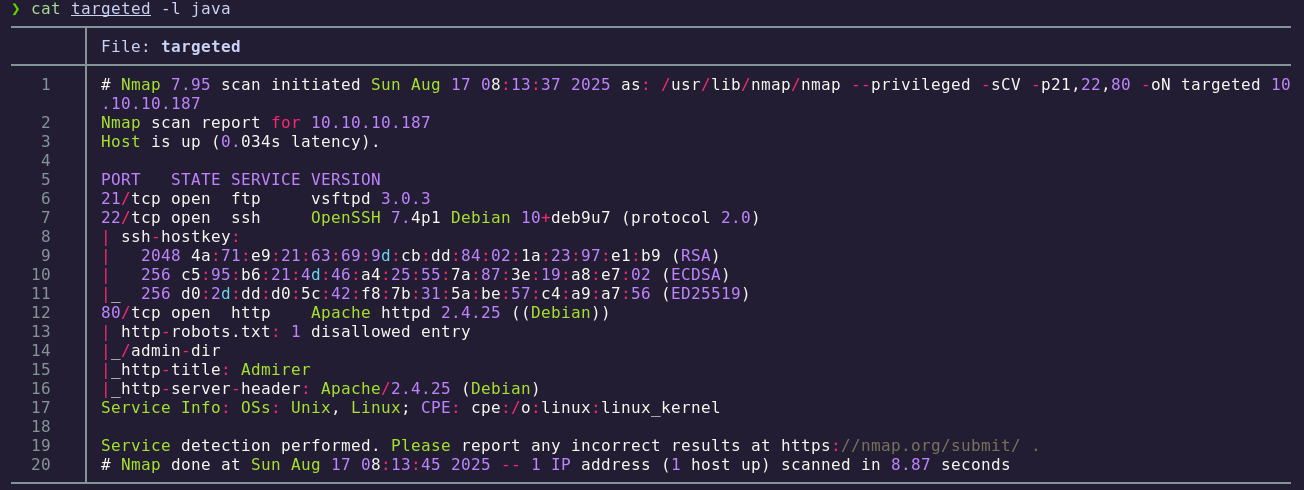 ❯ cat targeted -l java
File: targeted
1 # Nmap 7.95 scan initiated Sun Aug 17 08:13:37 2025 as: /usr/lib/nmap/nmap --privileged -sCV -p21,22,80 -oN targeted 10
.10.10.187
2 Nmap scan report for 10.10.10.187
3 Host is up (0.034s latency).
4
5 PORT   STATE SERVICE VERSION
6 21/tcp open  ftp     vsftpd 3.0.3
7 22/tcp open  ssh     OpenSSH 7.4p1 Debian 10+deb9u7 (protocol 2.0)
8 | ssh-hostkey:
9 |   2048 4a:71:e9:21:63:69:9d:cb:dd:84:02:1a:23:97:e1:b9 (RSA)
10 |   256 c5:95:b6:21:4d:46:a4:25:55:7a:87:3e:19:a8:e7:02 (ECDSA)
11 |_  256 d0:2d:dd:d0:5c:42:f8:7b:31:5a:be:57:c4:a9:a7:56 (ED25519)
12 80/tcp open  http    Apache httpd 2.4.25 ((Debian))
13 | http-robots.txt: 1 disallowed entry
14 |_/admin-dir
15 |_http-title: Admirer
16 |_http-server-header: Apache/2.4.25 (Debian)
17 Service Info: OSs: Unix, Linux; CPE: cpe:/o:linux:linux_kernel
18
19 Service detection performed. Please report any incorrect results at https://nmap.org/submit/ .
20 # Nmap done at Sun Aug 17 08:13:45 2025 -- 1 IP address (1 host up) scanned in 8.87 seconds